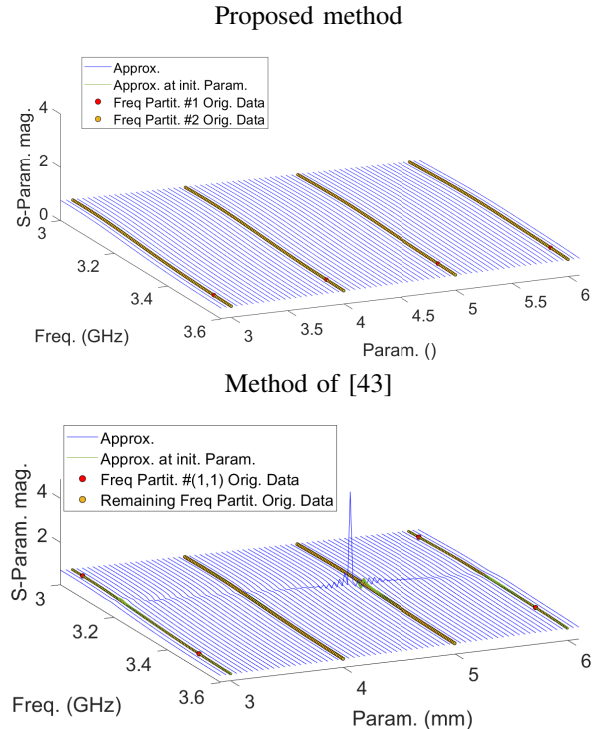 Proposed method
Approx.
Approx. at init. Param.
Freq Partit. #1 Orig. Data
Freq Partit. #2 Orig. Data
S-Param. mag.
4
2
0
3
3.2
3.4
3.6
Freq. (GHz)
3
3.5
4
4.5
5
5.5
6
Param. ()
Method of [43]
Approx.
Approx. at init. Param.
Freq Partit. #(1,1) Orig. Data
Remaining Freq Partit. Orig. Data
S-Param. mag.
4
2
3
3.2
3.4
3.6
Freq. (GHz)
3
4
5
6
Param. (mm)